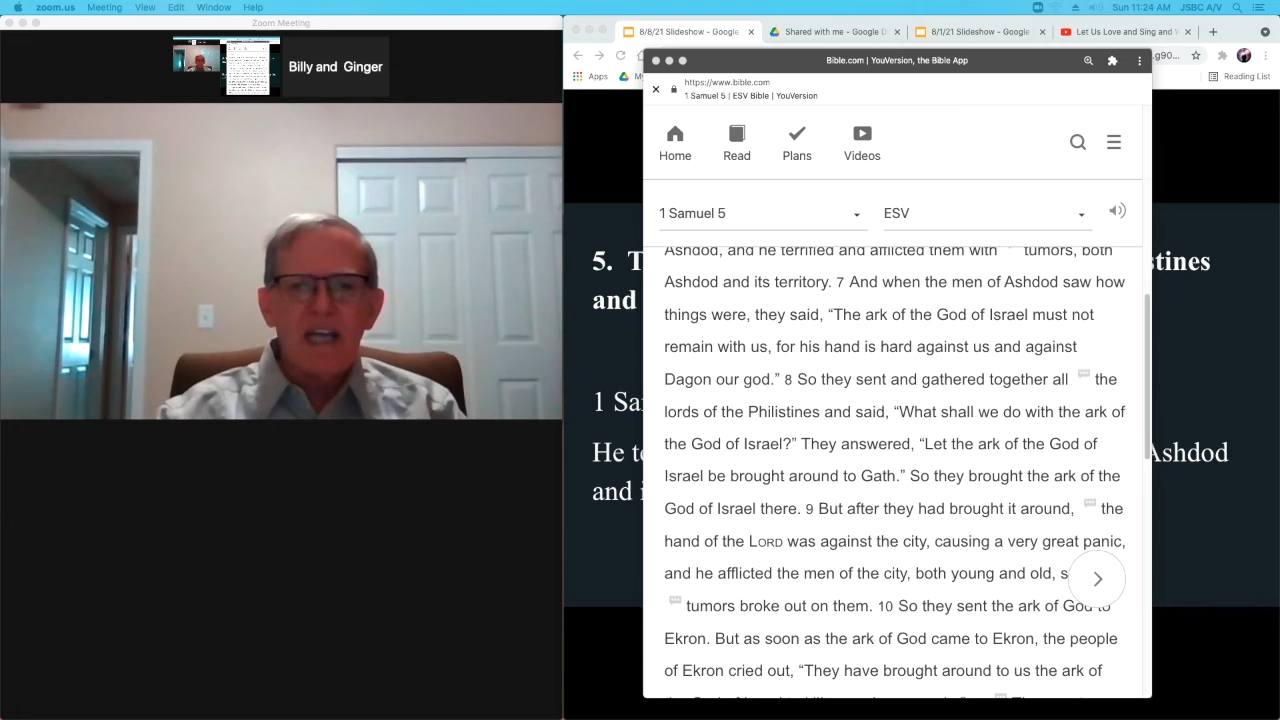 zoom.us Meeting View Edit Window Help
Sun 11:24 AM JSBC A/V
Zoom Meeting
Billy and Ginger
8/8/21 Slideshow - Google
Shared with me - Google D
8/8/21 Slideshow - Google
Let Us Love and Sing and
Apps
Reading List
Bible.com | YouVersion, the Bible App
https://www.bible.com
1 Samuel 5 | ESV Bible | YouVersion
Home Read Plans Videos
1 Samuel 5 ESV
Ashdod, and he terrified and afflicted them with tumors, both
Ashdod and its territory. 7 And when the men of Ashdod saw how
things were, they said, “The ark of the God of Israel must not
remain with us, for his hand is hard against us and against
Dagon our god.” 8 So they sent and gathered together all the
lords of the Philistines and said, “What shall we do with the ark of
the God of Israel?” They answered, “Let the ark of the God of
Israel be brought around to Gath.” So they brought the ark of the
God of Israel there. 9 But after they had brought it around, the
hand of the LORD was against the city, causing a very great panic,
and he afflicted the men of the city, both young and old, s
tumors broke out on them. 10 So they sent the ark of God to
Ekron. But as soon as the ark of God came to Ekron, the people
of Ekron cried out, “They have brought around to us the ark of
5. T
stines
and
1 Sa
He t
Ashdod
and i